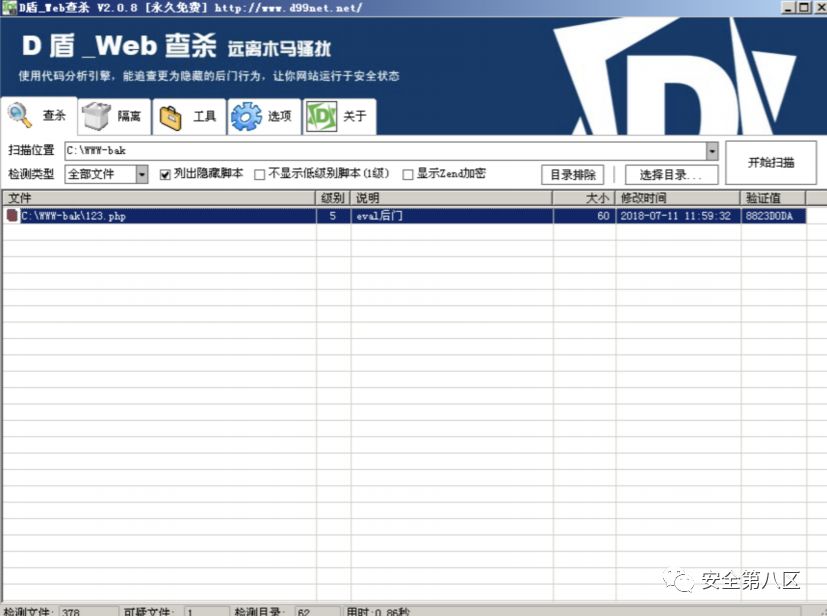 D盾_Web查杀 V2.0.8 [永久免费] http://www.d99net.net/
D盾_Web查杀 远离木马骚扰
使用代码分析引擎，能追查更为隐藏的后门行为，让你网站运行于安全状态
查杀 隔离 工具 选项 关于
扫描位置 C:\WWW-bak
开始扫描
检测类型 全部文件 列出隐藏脚本 不显示低级别脚本(1级) 显示Zend加密 目录排除 选择目录...
文件 级别 说明 大小 修改时间 验证值
C:\WWW-bak\123.php 5 eval后门 60 2018-07-11 11:59:32 8823D0DA
安全第八区
检测文件: 378 可疑文件: 1 检测目录: 62 用时:0.86秒